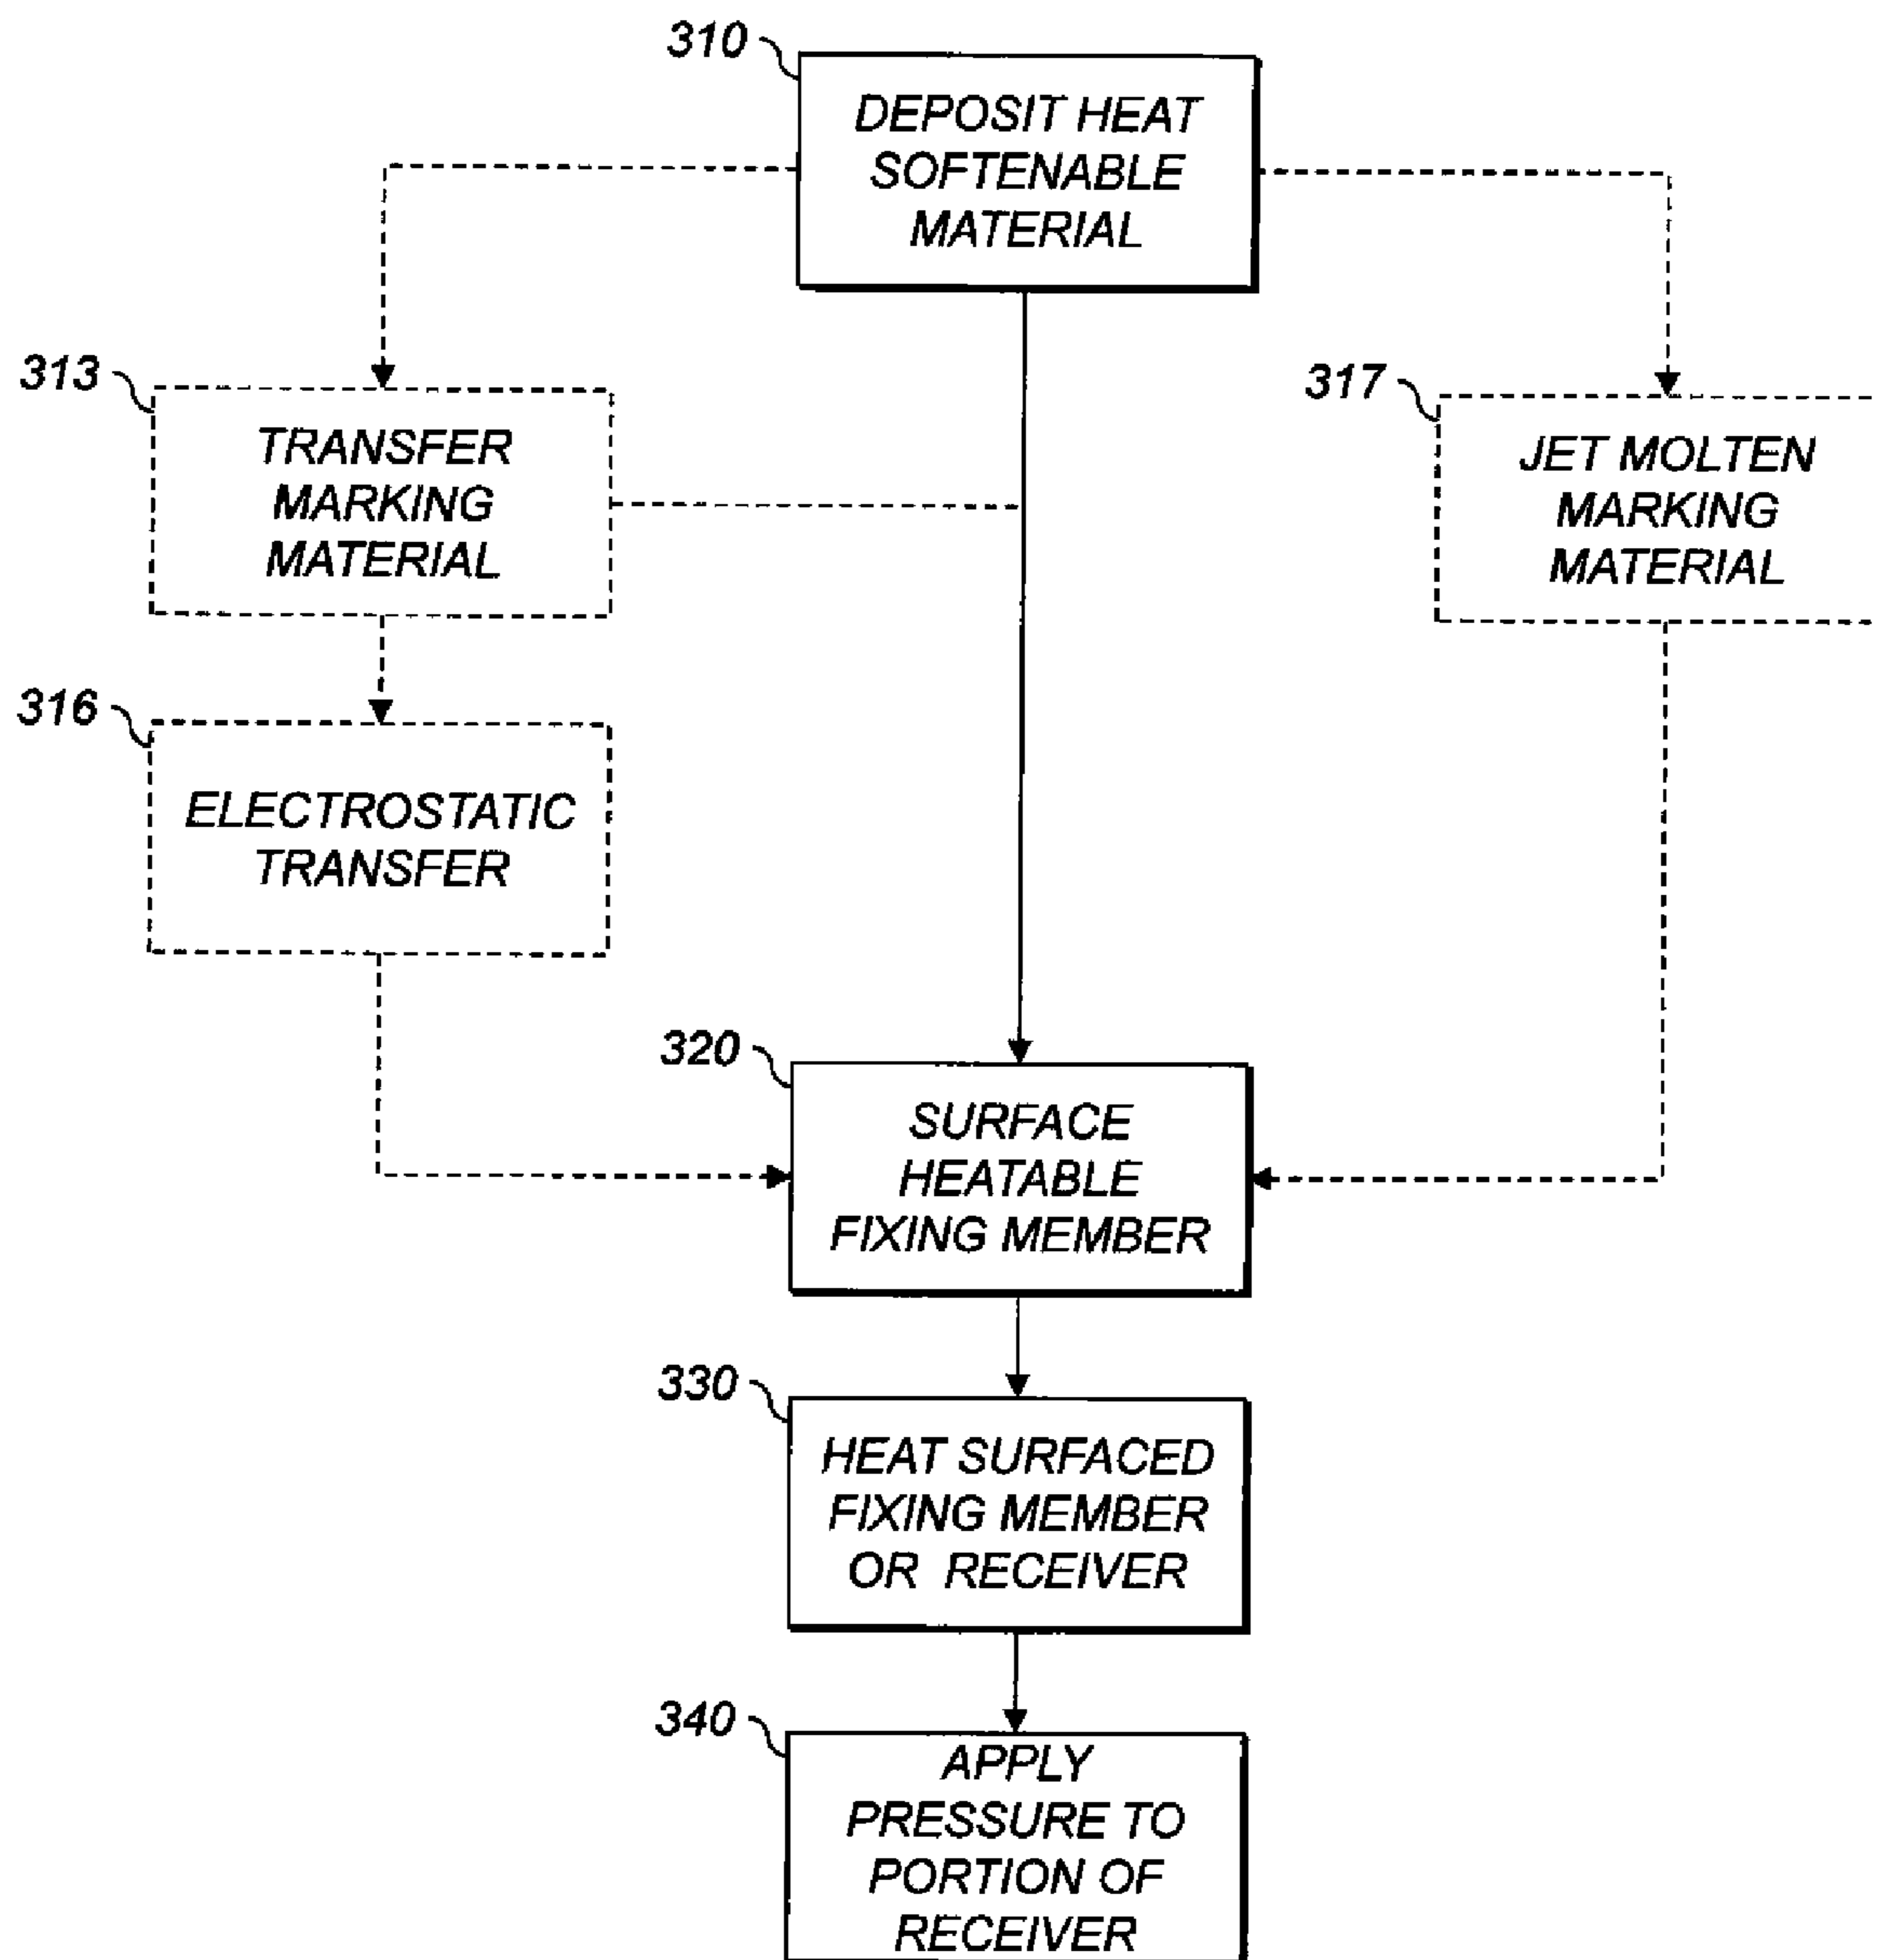 310
DEPOSIT HEAT
SOFTENABLE
MATERIAL
313
TRANSFER
MARKING
MATERIAL
317
JET MOLTEN
MARKING
MATERIAL
316
ELECTROSTATIC
TRANSFER
320
SURFACE
HEATABLE
FIXING MEMBER
330
HEAT SURFACED
FIXING MEMBER
OR RECEIVER
340
APPLY
PRESSURE TO
PORTION OF
RECEIVER